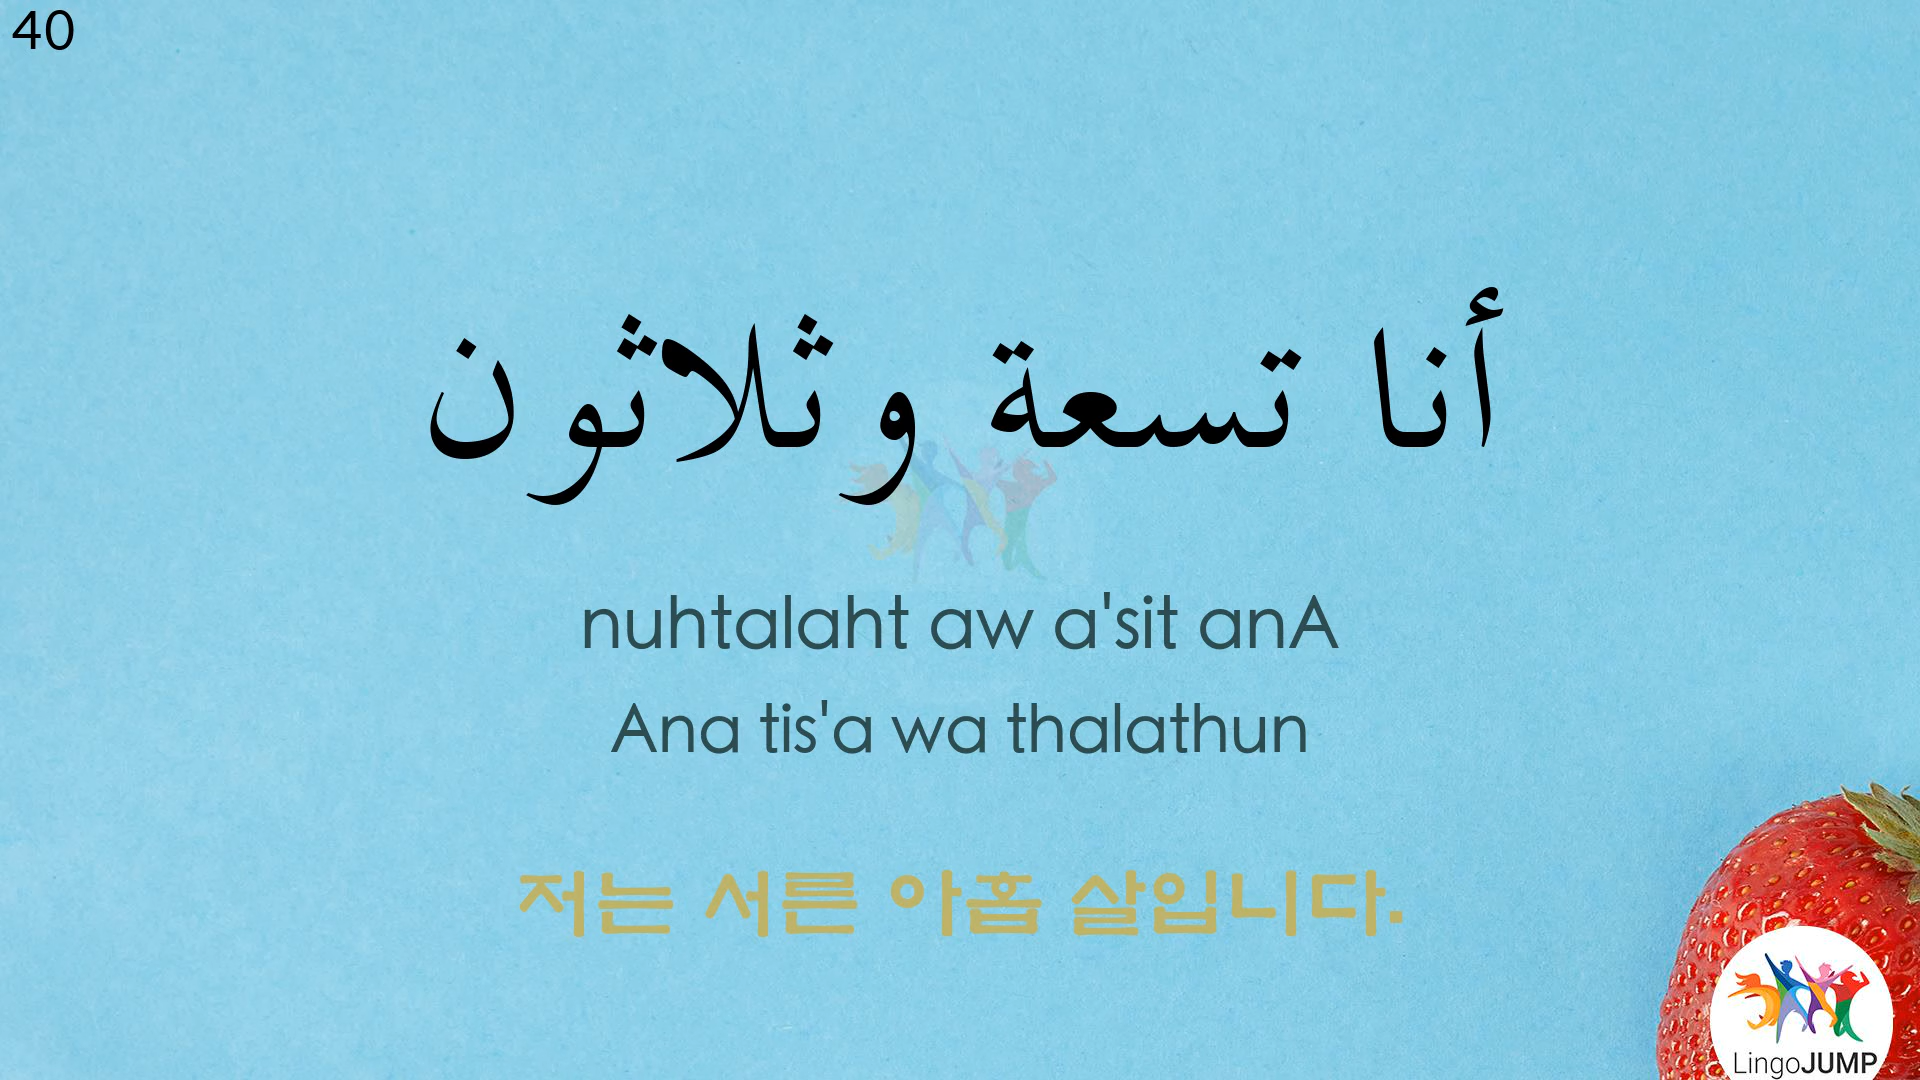 40
أنا تسعة وثلاثون
nuhtalaht aw a'sit anA
Ana tis'a wa thalathun
저는 서른 아홉 살입니다.
LingoJUMP